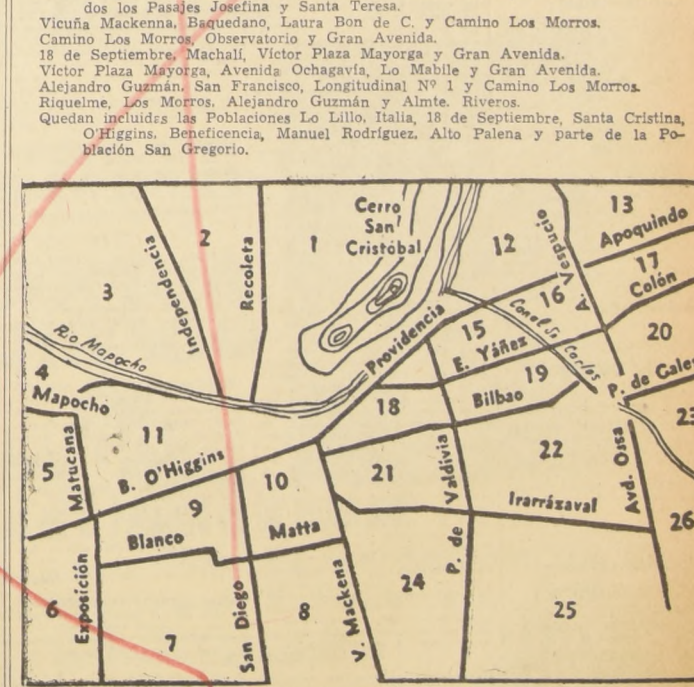 dos los Pasajes Josefina y Santa Teresa.
Vicuña Mackenna, Baquedano, Laura Bon de C. y Camino Los Morros.
Camino Los Morros, Observatorio y Gran Avenida.
18 de Septiembre, Machalí, Víctor Plaza Mayorga y Gran Avenida.
Víctor Plaza Mayorga, Avenida Ochagavía, Lo Mabile y Gran Avenida.
Alejandro Guzmán, San Francisco, Longitudinal Nº 1 y Camino Los Morros.
Riquelme, Los Morros, Alejandro Guzmán y Almte. Riveros.
Quedan incluidas las Poblaciones Lo Lillo, Italia, 18 de Septiembre, Santa Cristina,
O'Higgins, Beneficencia, Manuel Rodríguez, Alto Palena y parte de la Po-
blación San Gregorio.
Cerro
San
Cristóbal
13
Apoquindo
2
1
12
A. Vespucio
17
Colón
3
Independencia
Recoleta
16
Canal Sn Carlos
Providencia
15
E. Yáñez
20
Rio Mapocho
4
Mapocho
19
Bilbao
P. de Gale
18
23
11
5
Matucana
B. O'Higgins
10
21
Valdivia
P. de
22
Avd. Ossa
9
Irarrázaval
26
Blanco
Matta
6
Exposición
7
San Diego
8
V. Mackena
24
25